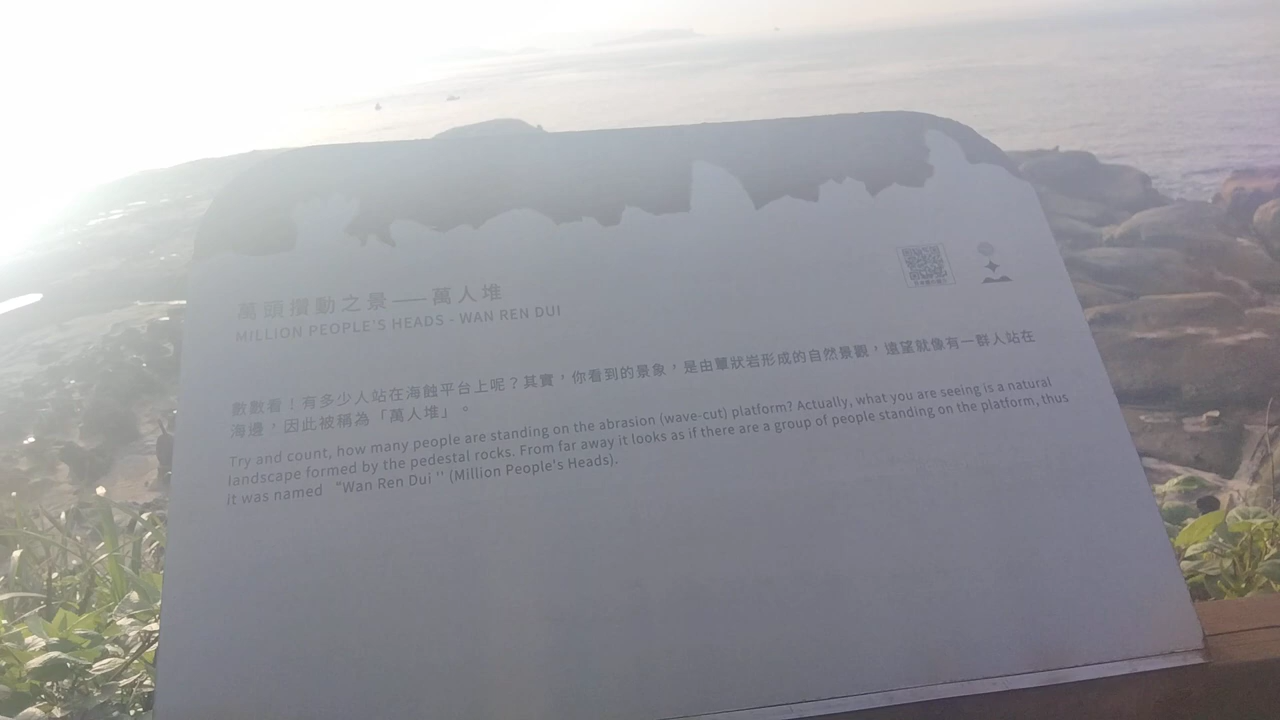 萬頭攢動之景——萬人堆
MILLION PEOPLE'S HEADS - WAN REN DUI
數數看！有多少人站在海蝕平台上呢？其實，你看到的景象，是由蕈狀岩形成的自然景觀，遠望就像有一群人站在
海邊，因此被稱為「萬人堆」。
Try and count, how many people are standing on the abrasion (wave-cut) platform? Actually, what you are seeing is a natural
landscape formed by the pedestal rocks. From far away it looks as if there are a group of people standing on the platform, thus
it was named “Wan Ren Dui '' (Million People's Heads).